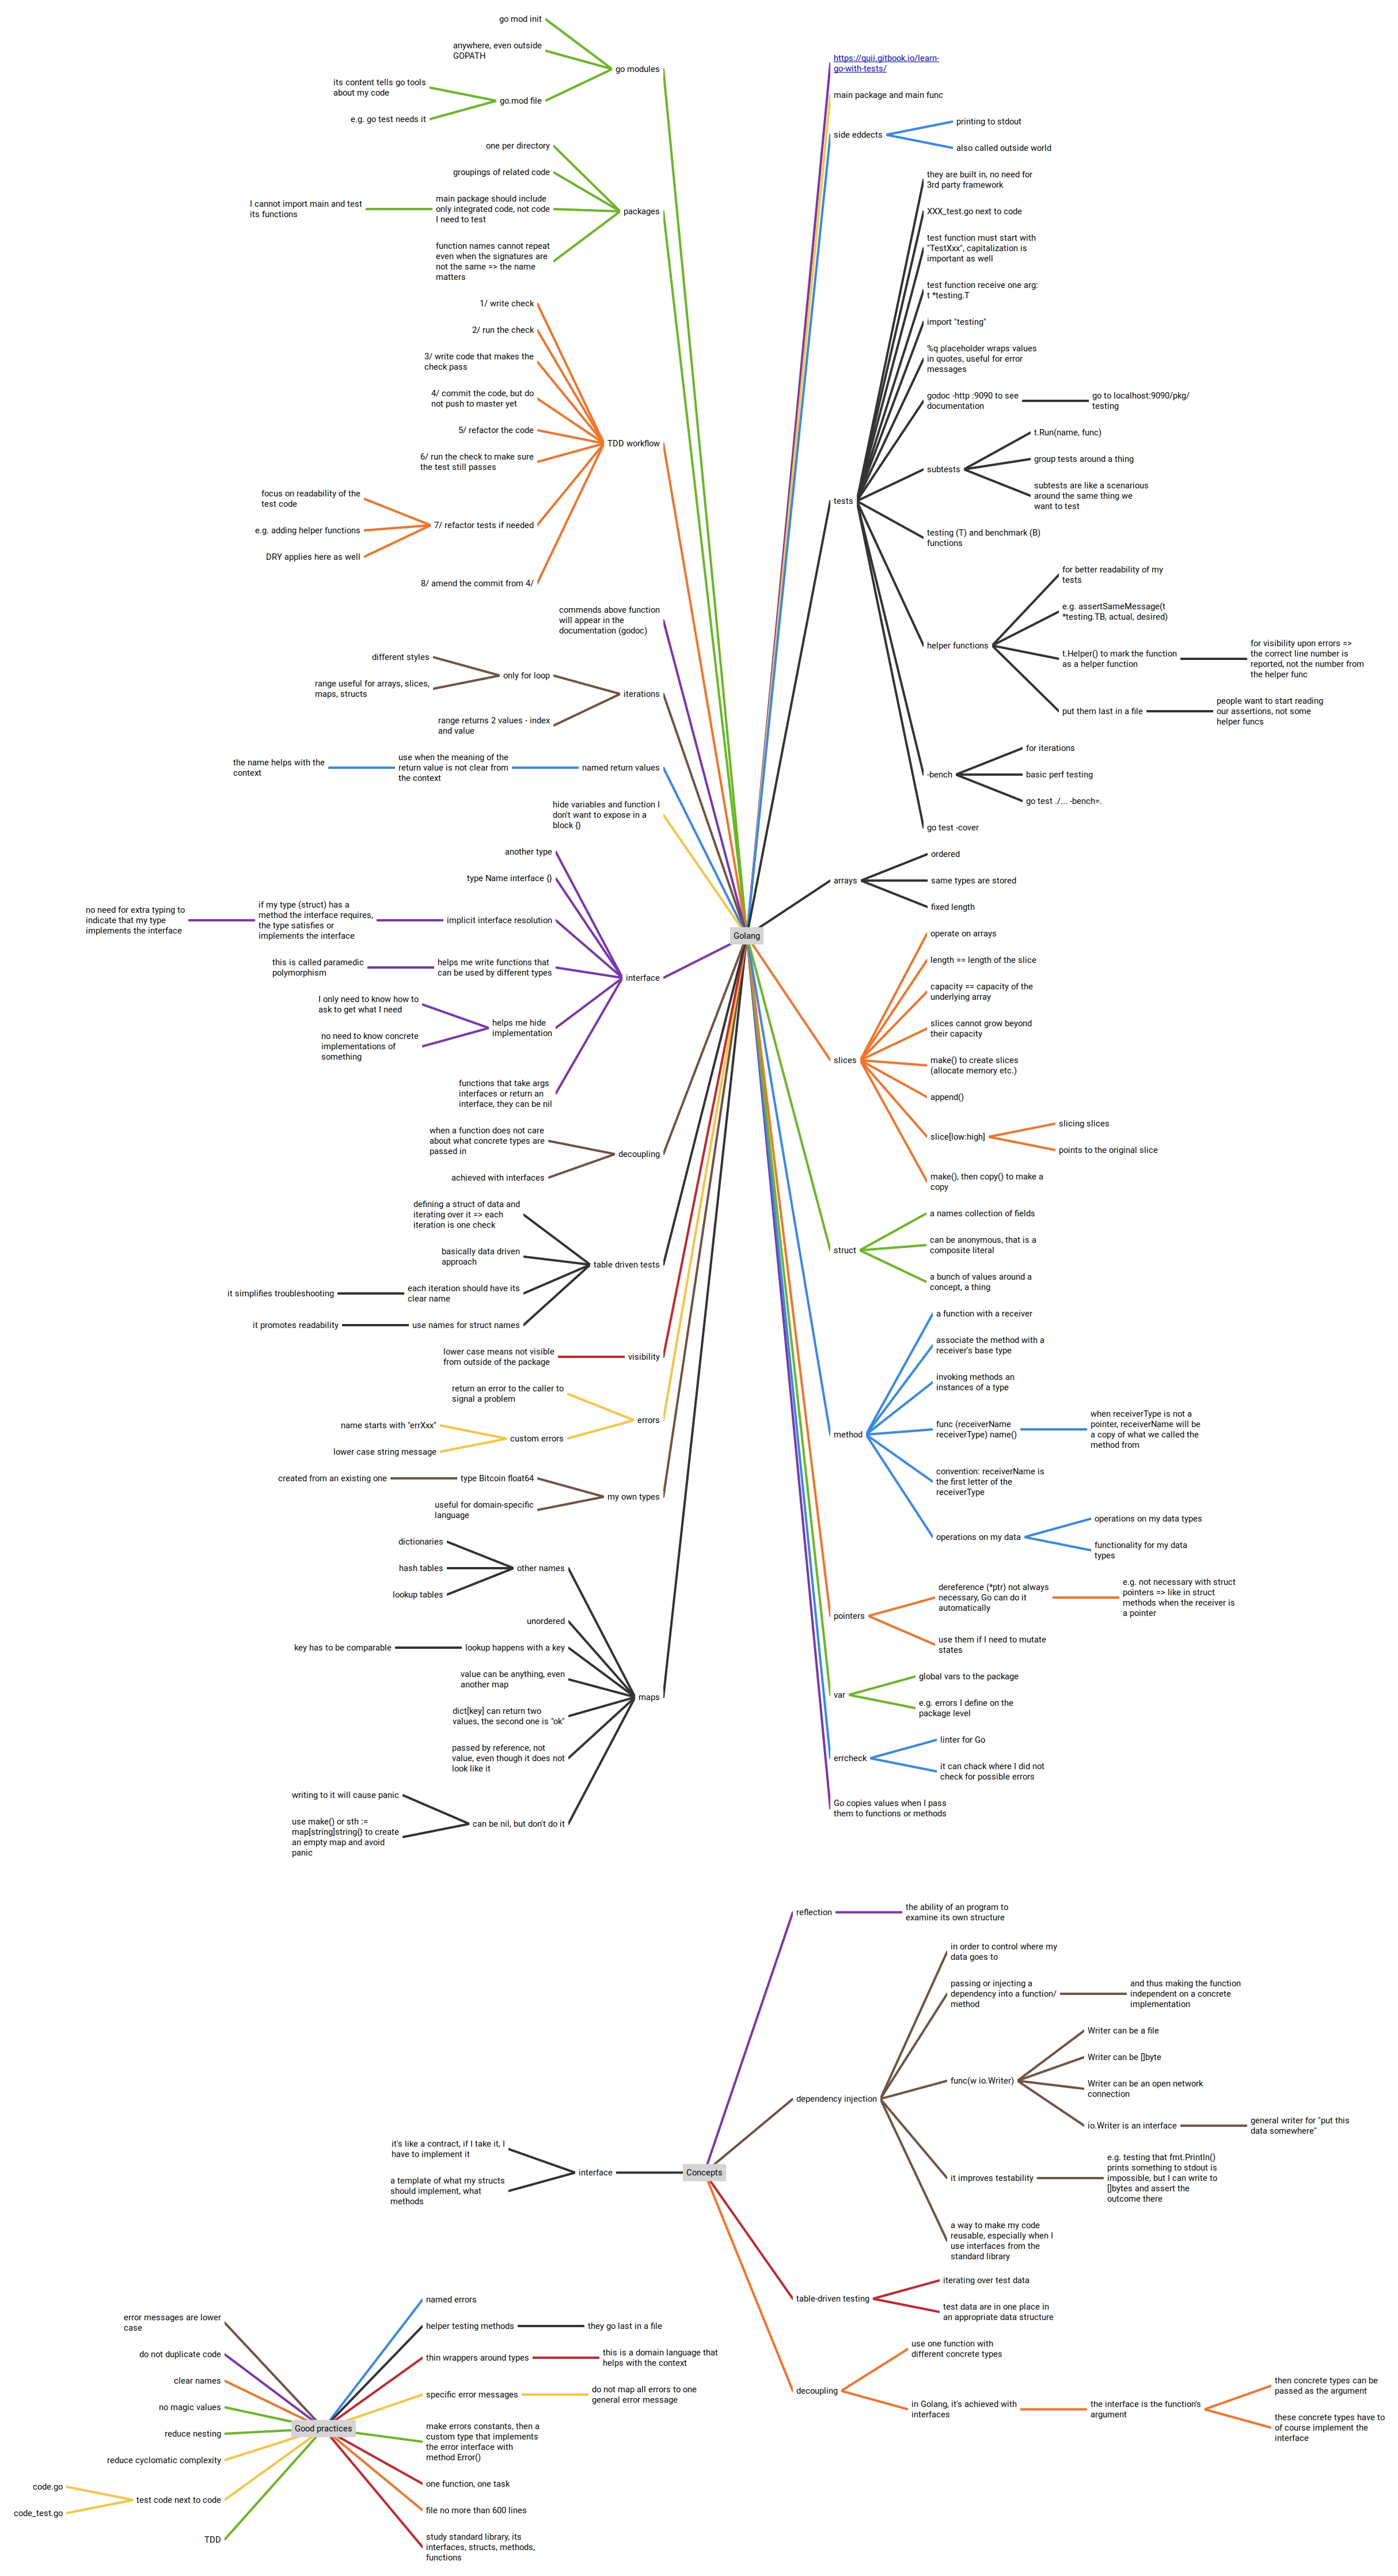 go mod init
anywhere, even outside
GOPATH
go modules
its content tells go tools
about my code
go.mod file
e.g. go test needs it
one per directory
groupings of related code
packages
I cannot import main and test
its functions
main package should include
only integrated code, not code
I need to test
function names cannot repeat
even when the signatures are
not the same => the name
matters
1/ write check
2/ run the check
3/ write code that makes the
check pass
4/ commit the code, but do
not push to master yet
5/ refactor the code
TDD workflow
6/ run the check to make sure
the test still passes
focus on readability of the
test code
e.g. adding helper functions
7/ refactor tests if needed
DRY applies here as well
8/ amend the commit from 4/
commends above function
will appear in the
documentation (godoc)
different styles
only for loop
range useful for arrays, slices,
maps, structs
iterations
range returns 2 values - index
and value
the name helps with the
context
use when the meaning of the
return value is not clear from
the context
named return values
hide variables and function I
don't want to expose in a
block {}
another type
type Name interface {}
no need for extra typing to
indicate that my type
implements the interface
if my type (struct) has a
method the interface requires,
the type satisfies or
implements the interface
implicit interface resolution
this is called paramedic
polymorphism
helps me write functions that
can be used by different types
interface
I only need to know how to
ask to get what I need
no need to know concrete
implementations of
something
helps me hide
implementation
functions that take args
interfaces or return an
interface, they can be nil
when a function does not care
about what concrete types are
passed in
decoupling
achieved with interfaces
defining a struct of data and
iterating over it => each
iteration is one check
basically data driven
approach
table driven tests
it simplifies troubleshooting
each iteration should have its
clear name
it promotes readability
use names for struct names
lower case means not visible
from outside of the package
visibility
return an error to the caller to
signal a problem
errors
name starts with "errXxx"
custom errors
lower case string message
created from an existing one
type Bitcoin float64
my own types
useful for domain-specific
language
dictionaries
hash tables
other names
lookup tables
unordered
key has to be comparable
lookup happens with a key
value can be anything, even
another map
maps
dict[key] can return two
values, the second one is "ok"
passed by reference, not
value, even though it does not
look like it
writing to it will cause panic
can be nil, but don't do it
use make() or sth :=
map[string]string{} to create
an empty map and avoid
panic
Golang
https://quii.gitbook.io/learn-
go-with-tests/
main package and main func
side eddects
printing to stdout
also called outside world
they are built in, no need for
3rd party framework
XXX_test.go next to code
test function must start with
"TestXxx", capitalization is
important as well
test function receive one arg:
t *testing.T
import "testing"
%q placeholder wraps values
in quotes, useful for error
messages
godoc -http :9090 to see
documentation
go to localhost:9090/pkg/
testing
subtests
t.Run(name, func)
group tests around a thing
subtests are like a scenarious
around the same thing we
want to test
tests
testing (T) and benchmark (B)
functions
helper functions
for better readability of my
tests
e.g. assertSameMessage(t
*testing.TB, actual, desired)
t.Helper() to mark the function
as a helper function
for visibility upon errors =>
the correct line number is
reported, not the number from
the helper func
put them last in a file
people want to start reading
our assertions, not some
helper funcs
-bench
for iterations
basic perf testing
go test ./... -bench=.
go test -cover
arrays
ordered
same types are stored
fixed length
slices
operate on arrays
length == length of the slice
capacity == capacity of the
underlying array
slices cannot grow beyond
their capacity
make() to create slices
(allocate memory etc.)
append()
slice[low:high]
slicing slices
points to the original slice
make(), then copy() to make a
copy
struct
a names collection of fields
can be anonymous, that is a
composite literal
a bunch of values around a
concept, a thing
method
a function with a receiver
associate the method with a
receiver's base type
invoking methods an
instances of a type
func (receiverName
receiverType) name()
when receiverType is not a
pointer, receiverName will be
a copy of what we called the
method from
convention: receiverName is
the first letter of the
receiverType
operations on my data
operations on my data types
functionality for my data
types
pointers
dereference (*ptr) not always
necessary, Go can do it
automatically
e.g. not necessary with struct
pointers => like in struct
methods when the receiver is
a pointer
use them if I need to mutate
states
var
global vars to the package
e.g. errors I define on the
package level
errcheck
linter for Go
it can chack where I did not
check for possible errors
Go copies values when I pass
them to functions or methods
Concepts
reflection
the ability of an program to
examine its own structure
dependency injection
in order to control where my
data goes to
passing or injecting a
dependency into a function/
method
and thus making the function
independent on a concrete
implementation
func(w io.Writer)
Writer can be a file
Writer can be []byte
Writer can be an open network
connection
io.Writer is an interface
general writer for "put this
data somewhere"
it improves testability
e.g. testing that fmt.Println()
prints something to stdout is
impossible, but I can write to
[]bytes and assert the
outcome there
a way to make my code
reusable, especially when I
use interfaces from the
standard library
it's like a contract, if I take it, I
have to implement it
interface
a template of what my structs
should implement, what
methods
table-driven testing
iterating over test data
test data are in one place in
an appropriate data structure
decoupling
use one function with
different concrete types
in Golang, it's achieved with
interfaces
the interface is the function's
argument
then concrete types can be
passed as the argument
these concrete types have to
of course implement the
interface
Good practices
error messages are lower
case
do not duplicate code
clear names
no magic values
reduce nesting
reduce cyclomatic complexity
code.go
test code next to code
code_test.go
TDD
named errors
helper testing methods
they go last in a file
thin wrappers around types
this is a domain language that
helps with the context
specific error messages
do not map all errors to one
general error message
make errors constants, then a
custom type that implements
the error interface with
method Error()
one function, one task
file no more than 600 lines
study standard library, its
interfaces, structs, methods,
functions